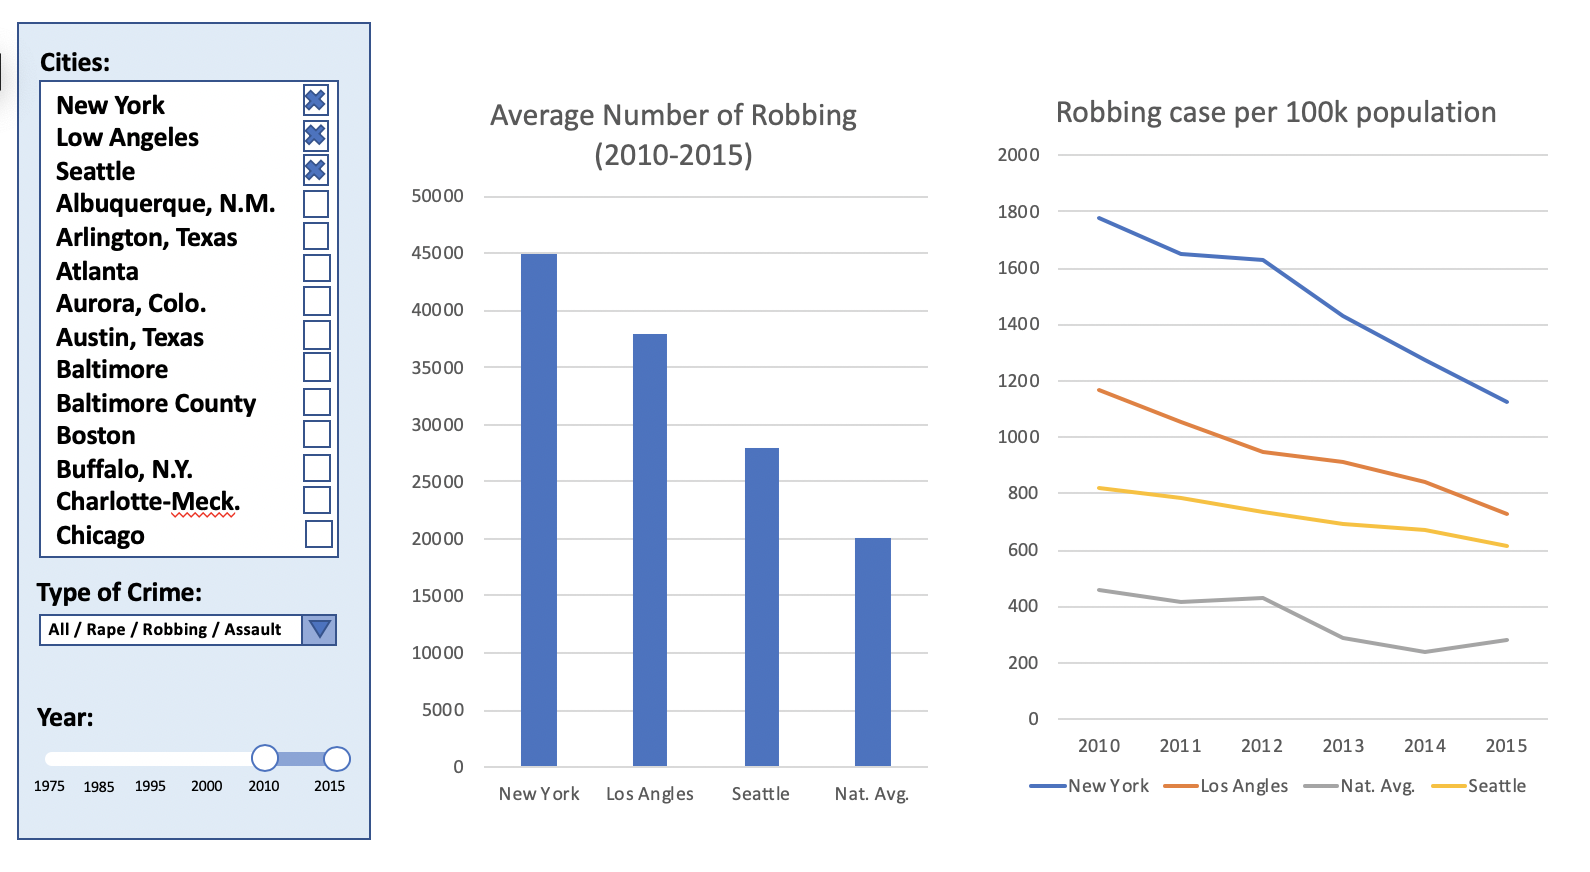 Cities:
New York
Low Angeles
Seattle
Albuquerque, N.M.
Arlington, Texas
Atlanta
Aurora, Colo.
Austin, Texas
Baltimore
Baltimore County
Boston
Buffalo, N.Y.
Charlotte-Meck.
Chicago
Type of Crime:
All / Rape / Robbing / Assault
Year:
1975 1985 1995 2000 2010 2015
Average Number of Robbing
(2010-2015)
50000
45000
40000
35000
30000
25000
20000
15000
10000
5000
0
New York Los Angles Seattle Nat. Avg.
Robbing case per 100k population
2000
1800
1600
1400
1200
1000
800
600
400
200
0
2010 2011 2012 2013 2014 2015
New York Los Angles Nat. Avg. Seattle